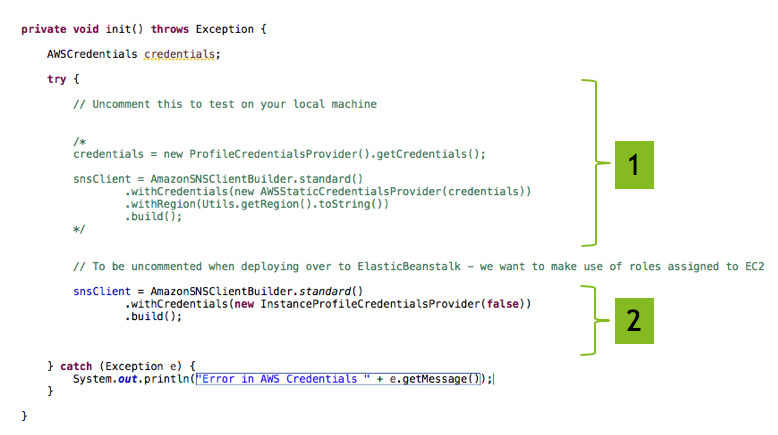 private void init() throws Exception {
AWSCredentials credentials;
try {
// Uncomment this to test on your local machine
/*
credentials = new ProfileCredentialsProvider().getCredentials();
snsClient = AmazonSNSClientBuilder.standard()
.withCredentials(new AWSStaticCredentialsProvider(credentials))
.withRegion(Utils.getRegion().toString())
.build();
*/
1
// To be uncommented when deploying over to ElasticBeanstalk - we want to make use of roles assigned to EC2
snsClient = AmazonSNSClientBuilder.standard()
.withCredentials(new InstanceProfileCredentialsProvider(false))
.build();
2
} catch (Exception e) {
System.out.println("Error in AWS Credentials " + e.getMessage());
}
}